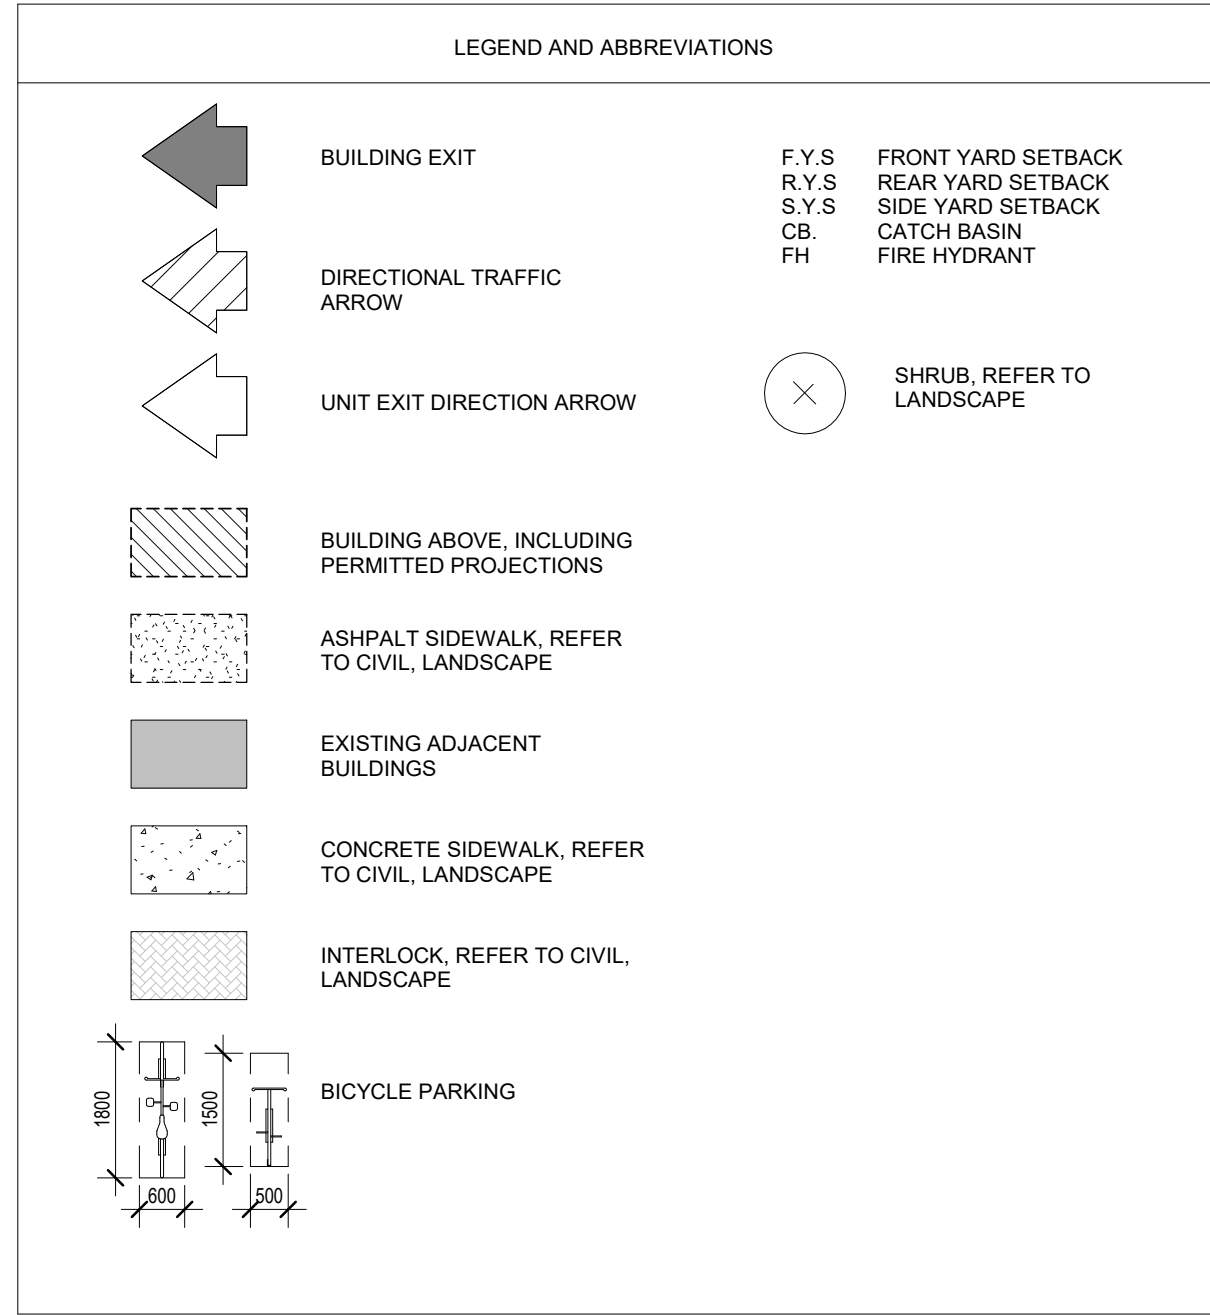 LEGEND AND ABBREVIATIONS
BUILDING EXIT
DIRECTIONAL TRAFFIC
ARROW
UNIT EXIT DIRECTION ARROW
BUILDING ABOVE, INCLUDING
PERMITTED PROJECTIONS
ASHPALT SIDEWALK, REFER
TO CIVIL, LANDSCAPE
EXISTING ADJACENT
BUILDINGS
CONCRETE SIDEWALK, REFER
TO CIVIL, LANDSCAPE
INTERLOCK, REFER TO CIVIL,
LANDSCAPE
1800
600
1500
500
BICYCLE PARKING
F.Y.S FRONT YARD SETBACK
R.Y.S REAR YARD SETBACK
S.Y.S SIDE YARD SETBACK
CB. CATCH BASIN
FH FIRE HYDRANT
SHRUB, REFER TO
LANDSCAPE